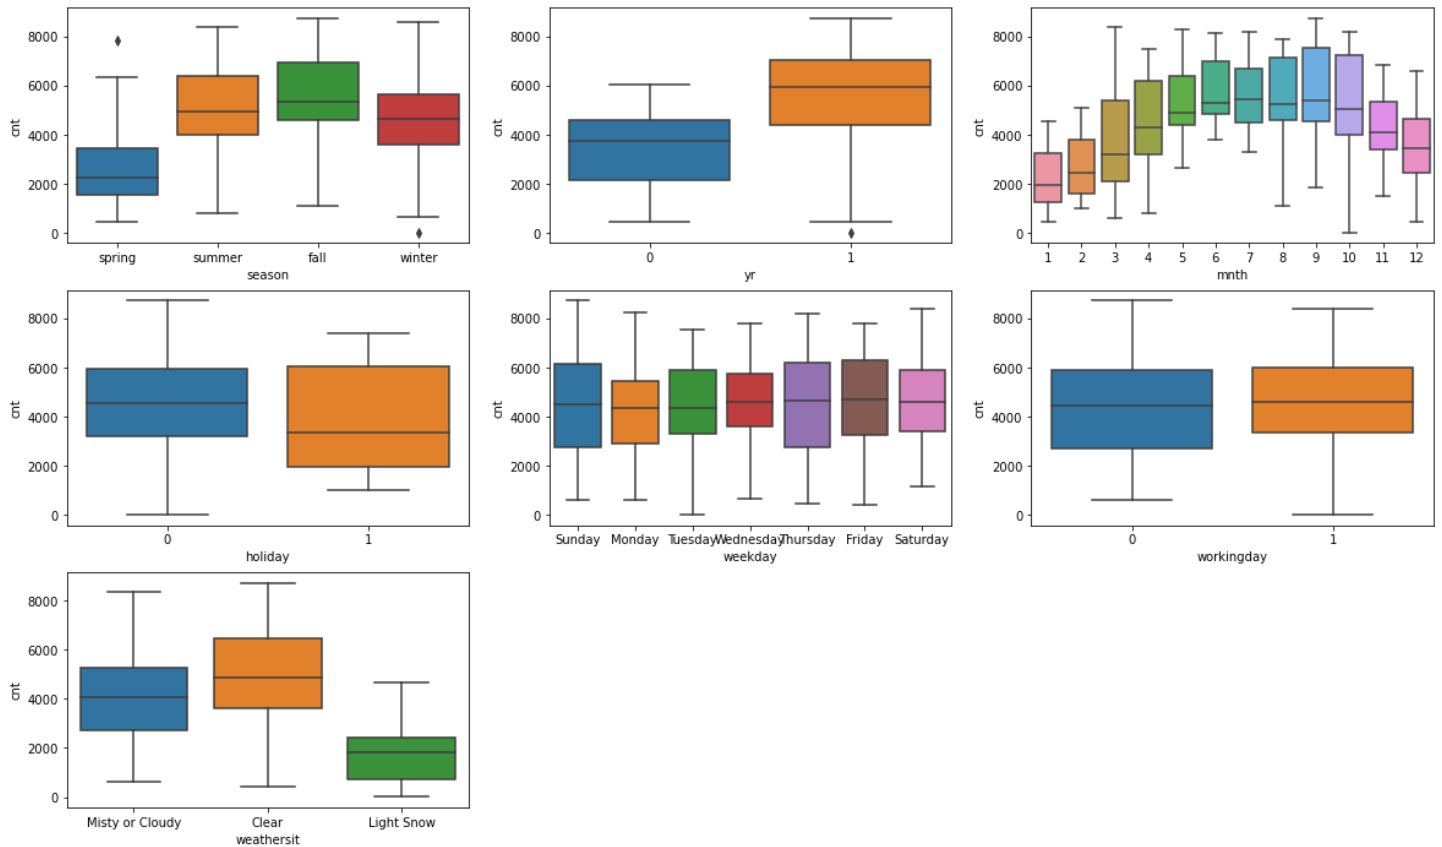 8000
6000
4000
2000
0
cnt
spring summer fall winter
season
8000
6000
4000
2000
0
cnt
0 1
yr
8000
6000
4000
2000
0
cnt
1 2 3 4 5 6 7 8 9 10 11 12
mnth
8000
6000
4000
2000
0
cnt
0 1
holiday
8000
6000
4000
2000
0
cnt
Sunday Monday Tuesday Wednesday Thursday Friday Saturday
weekday
8000
6000
4000
2000
0
cnt
0 1
workingday
8000
6000
4000
2000
0
cnt
Misty or Cloudy Clear Light Snow
weathersit